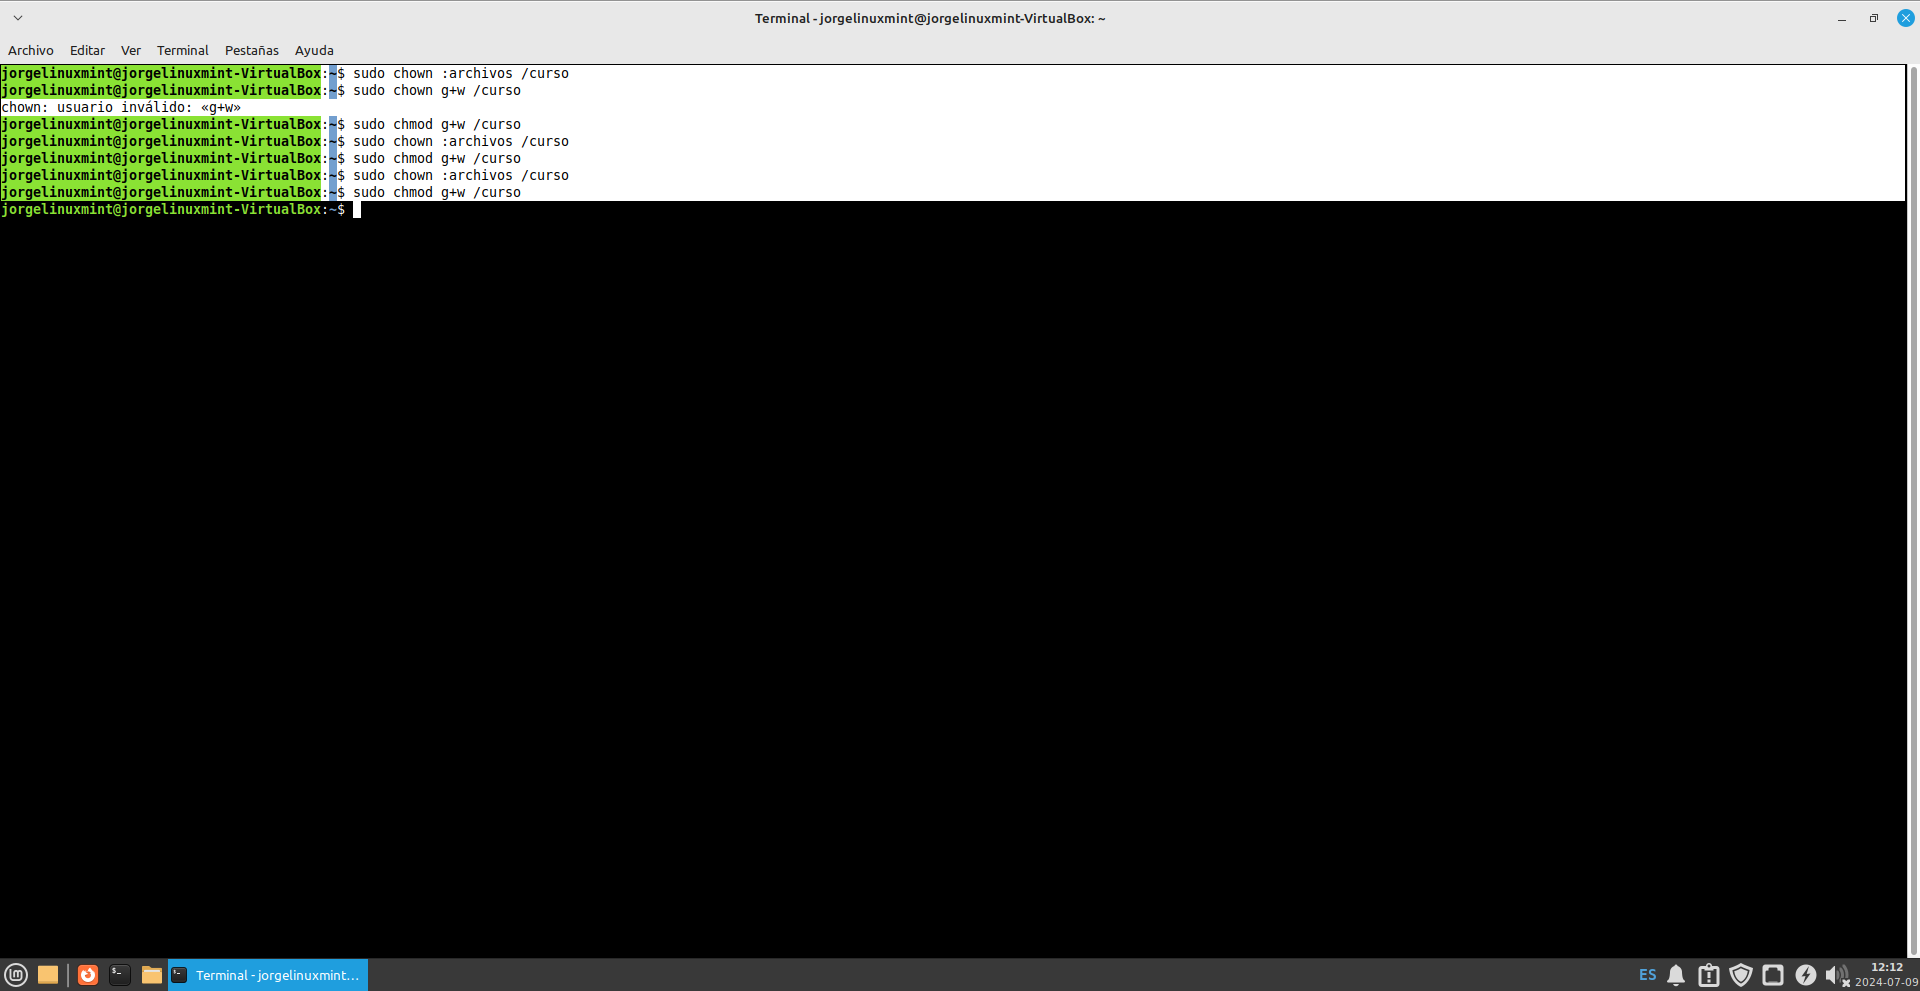 Terminal - jorgelinuxmint@jorgelinuxmint-VirtualBox: ~
Archivo Editar Ver Terminal Pestañas Ayuda
jorgelinuxmint@jorgelinuxmint-VirtualBox:~$ sudo chown :archivos /curso
jorgelinuxmint@jorgelinuxmint-VirtualBox:~$ sudo chown g+w /curso
chown: usuario inválido: «g+w»
jorgelinuxmint@jorgelinuxmint-VirtualBox:~$ sudo chmod g+w /curso
jorgelinuxmint@jorgelinuxmint-VirtualBox:~$ sudo chown :archivos /curso
jorgelinuxmint@jorgelinuxmint-VirtualBox:~$ sudo chmod g+w /curso
jorgelinuxmint@jorgelinuxmint-VirtualBox:~$ sudo chown :archivos /curso
jorgelinuxmint@jorgelinuxmint-VirtualBox:~$ sudo chmod g+w /curso
jorgelinuxmint@jorgelinuxmint-VirtualBox:~$
Terminal - jorgelinuxmint...
ES
12:12
2024-07-09